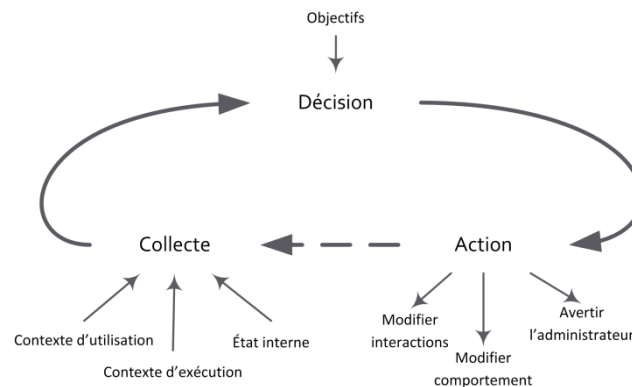 Objectifs
Décision
Collecte
Action
Contexte d’utilisation
Contexte d’exécution
État interne
Modifier
interactions
Modifier
comportement
Avertir
l’administrateur